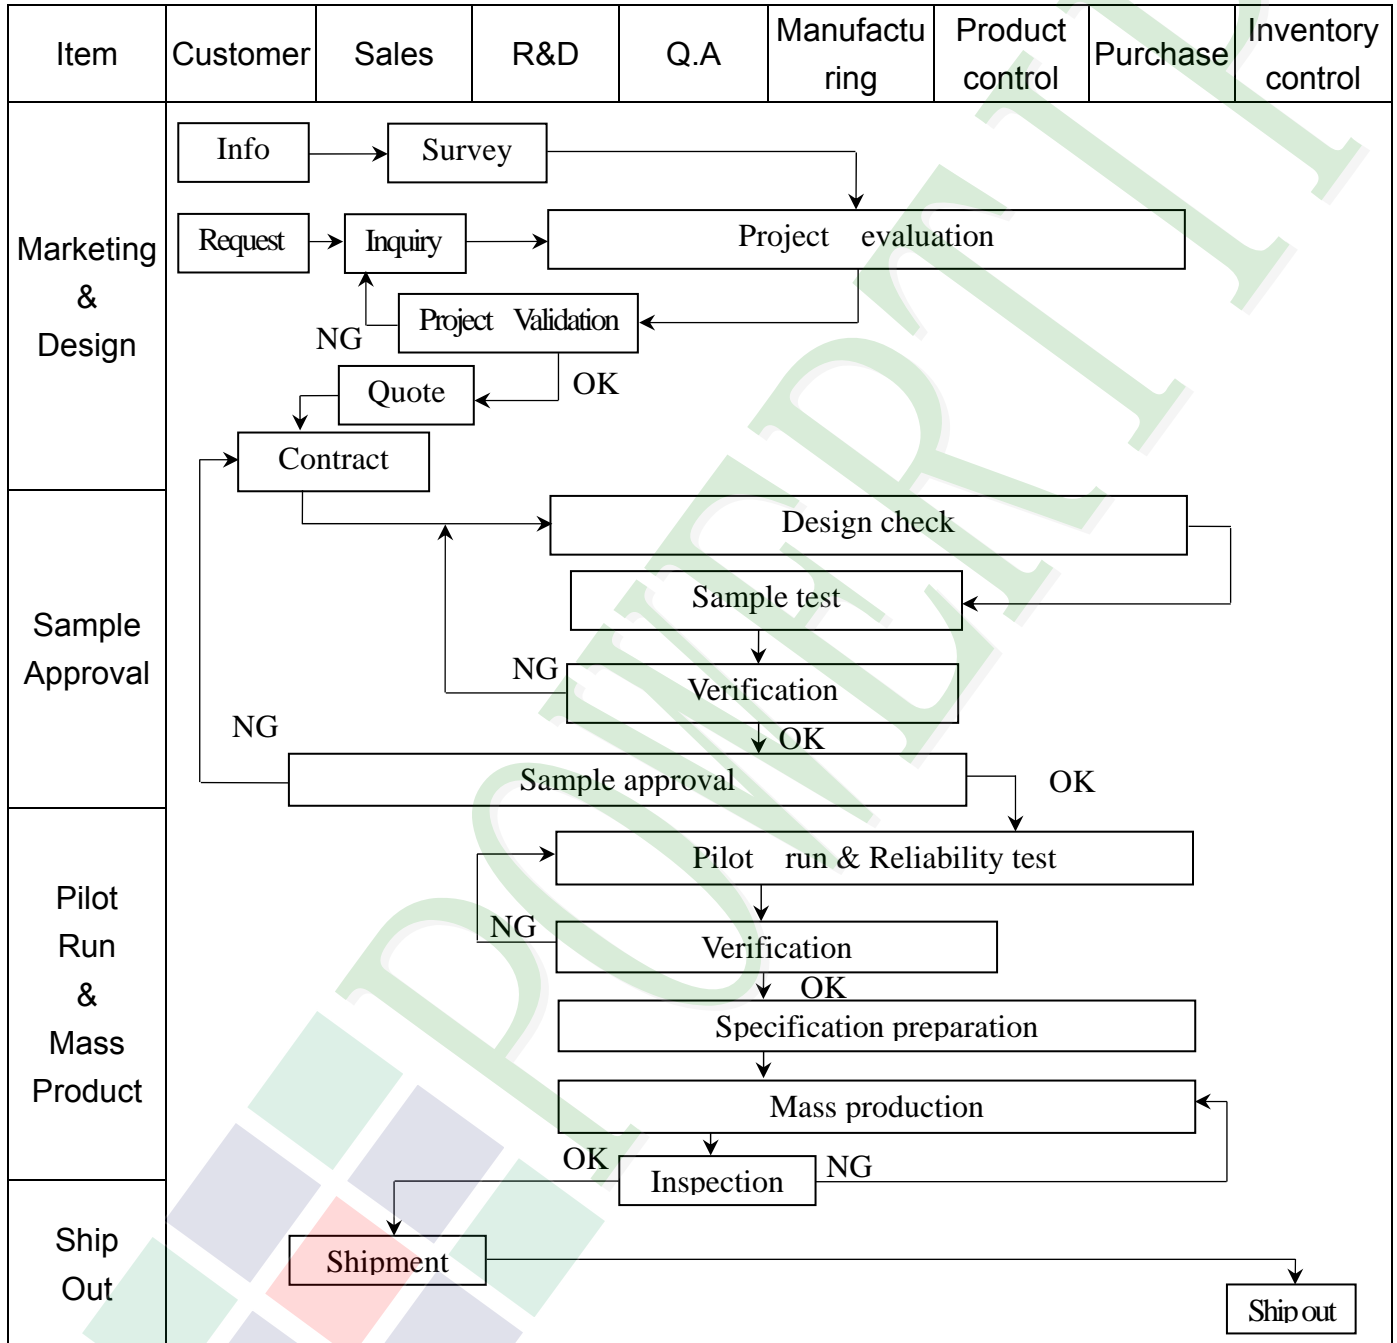 Item
Customer
Sales
R&D
Q.A
Manufactu
ring
Product
control
Purchase
Inventory
control
Marketing
&
Design
Info
Survey
Request
Inquiry
Project evaluation
Project Validation
NG
OK
Quote
Contract
Sample
Approval
Design check
Sample test
NG
Verification
NG
OK
Sample approval
OK
Pilot
Run
&
Mass
Product
Pilot run & Reliability test
NG
Verification
OK
Specification preparation
Mass production
OK
Inspection
NG
Ship
Out
Shipment
Ship out
POWERTIP